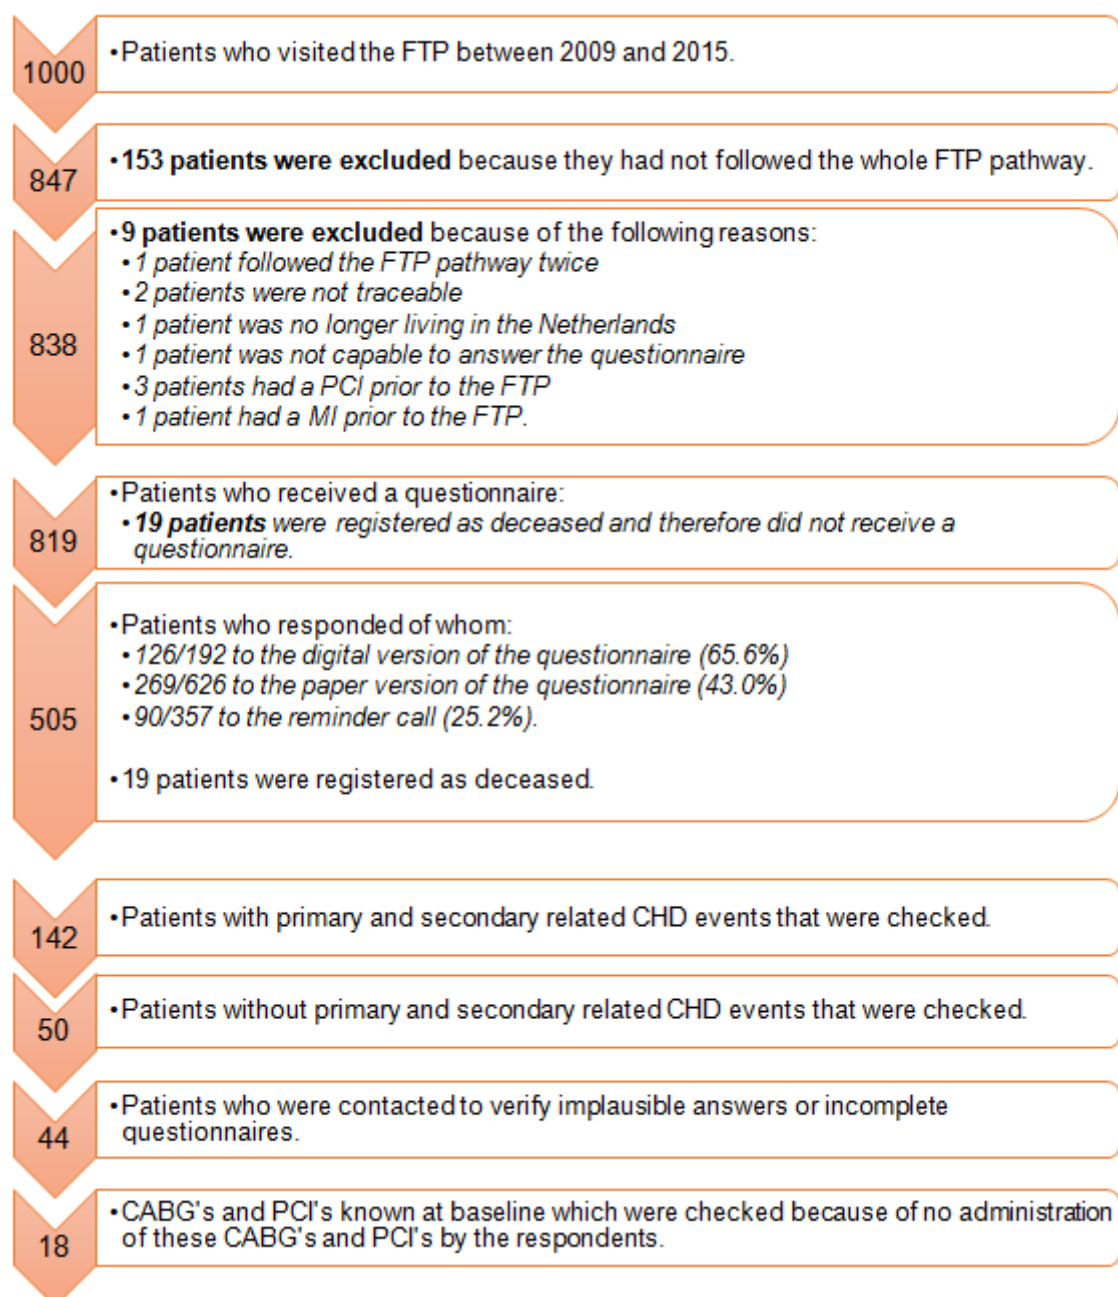 1000
•Patients who visited the FTP between 2009 and 2015.
847
•153 patients were excluded because they had not followed the whole FTP pathway.
838
•9 patients were excluded because of the following reasons:
•1 patient followed the FTP pathway twice
•2 patients were not traceable
•1 patient was no longer living in the Netherlands
•1 patient was not capable to answer the questionnaire
•3 patients had a PCI prior to the FTP
•1 patient had a MI prior to the FTP.
819
•Patients who received a questionnaire:
•19 patients were registered as deceased and therefore did not receive a
questionnaire.
505
•Patients who responded of whom:
•126/192 to the digital version of the questionnaire (65.6%)
•269/626 to the paper version of the questionnaire (43.0%)
•90/357 to the reminder call (25.2%).
•19 patients were registered as deceased.
142
•Patients with primary and secondary related CHD events that were checked.
50
•Patients without primary and secondary related CHD events that were checked.
44
•Patients who were contacted to verify implausible answers or incomplete
questionnaires.
18
•CABG's and PCI's known at baseline which were checked because of no administration
of these CABG's and PCI's by the respondents.